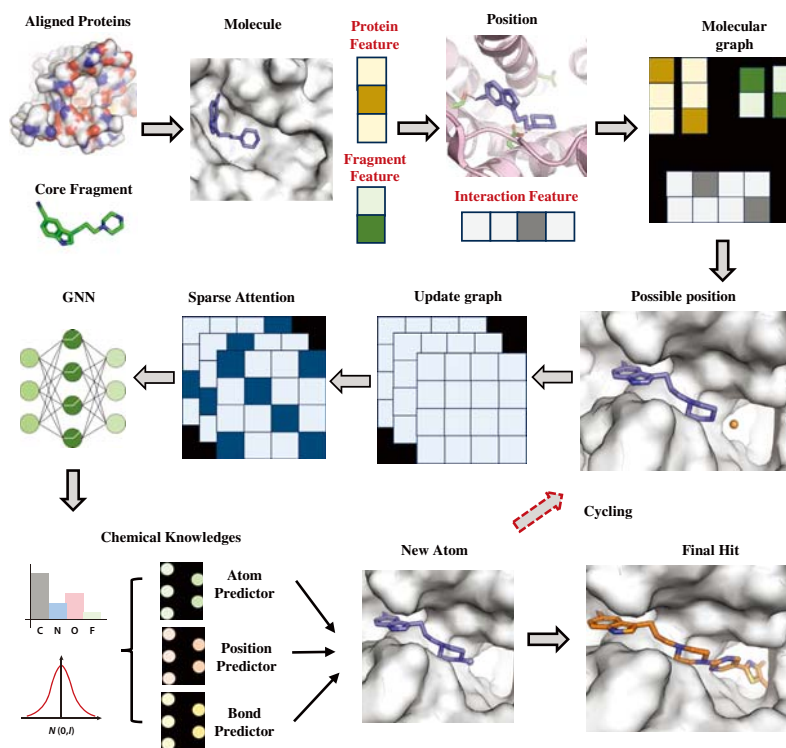 Aligned Proteins
Molecule
Protein
Feature
Position
Molecular
graph
Core Fragment
Fragment
Feature
Interaction Feature
GNN
Sparse Attention
Update graph
Possible position
Chemical Knowledges
Cycling
New Atom
Final Hit
Atom
Predictor
C N O F
Position
Predictor
Bond
Predictor
N (0,I)